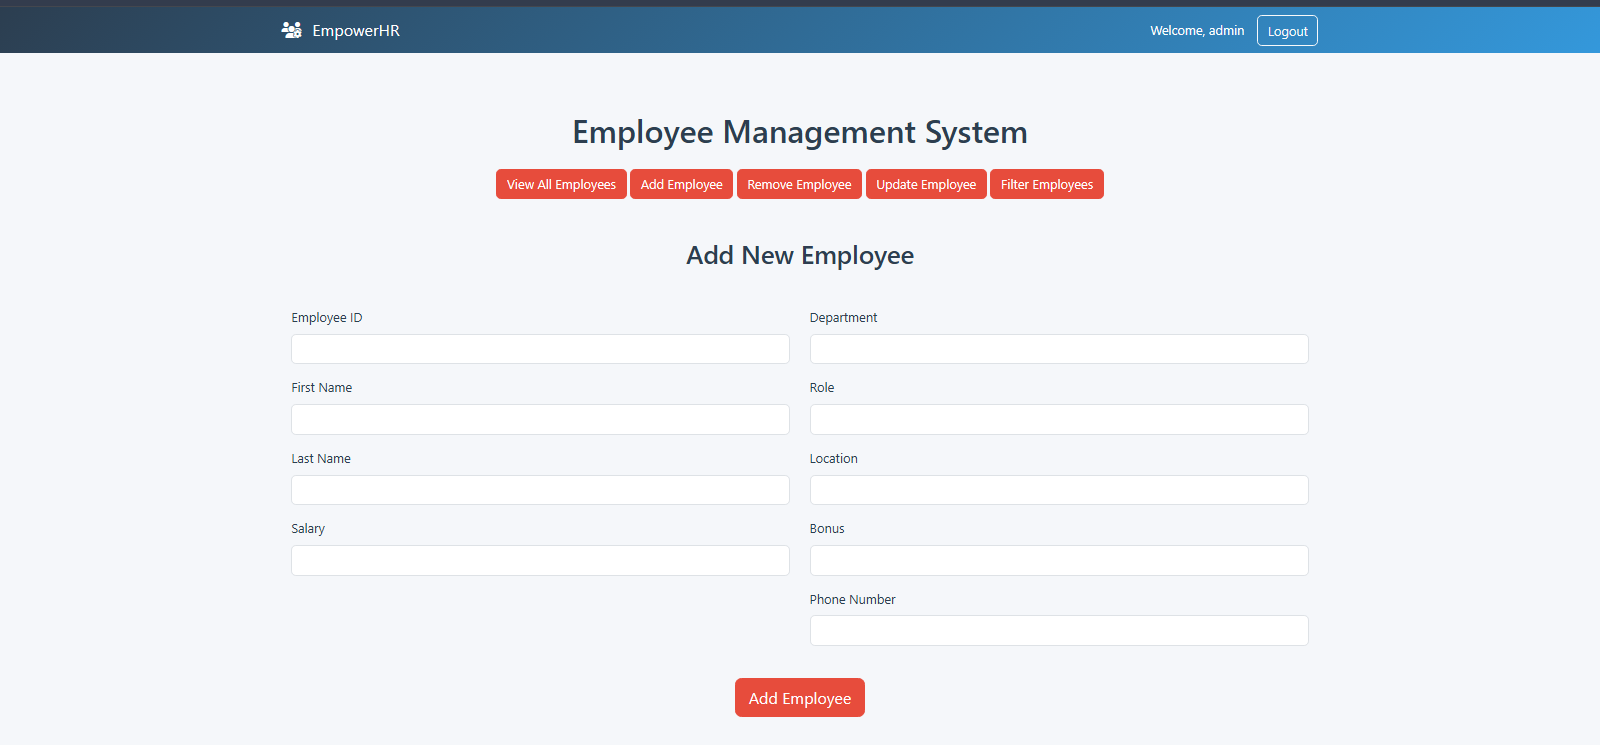 EmpowerHR
Welcome, admin
Logout
Employee Management System
View All Employees
Add Employee
Remove Employee
Update Employee
Filter Employees
Add New Employee
Employee ID
Department
First Name
Role
Last Name
Location
Salary
Bonus
Phone Number
Add Employee